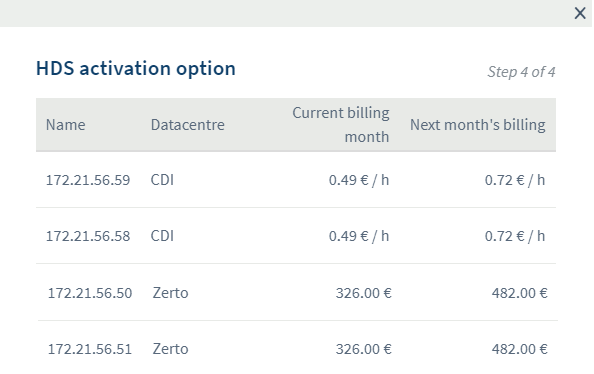 HDS activation option
Step 4 of 4
Name Datacentre Current billing month Next month's billing
172.21.56.59 CDI 0.49 € / h 0.72 € / h
172.21.56.58 CDI 0.49 € / h 0.72 € / h
172.21.56.50 Zerto 326.00 € 482.00 €
172.21.56.51 Zerto 326.00 € 482.00 €